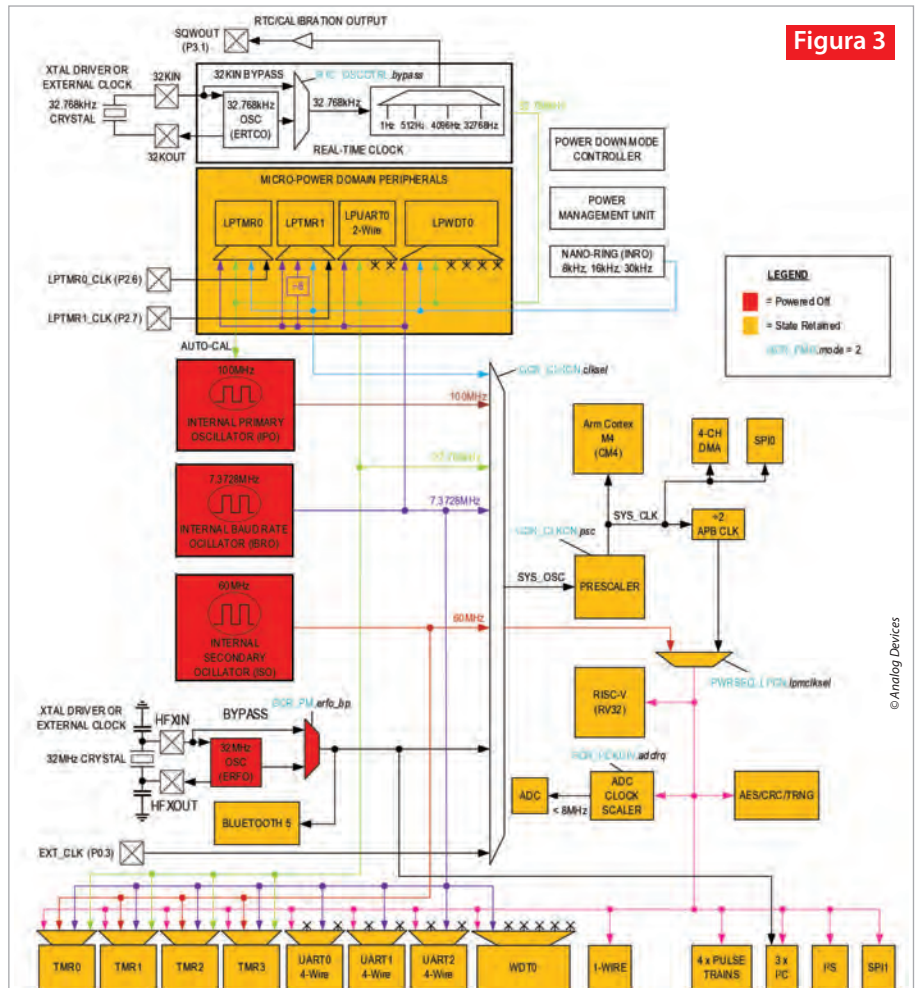 Figura 3
RTC/CALIBRATION OUTPUT
SQWOUT
(P3.1)
XTAL DRIVER OR
EXTERNAL CLOCK
32KIN
32.768kHz
CRYSTAL
32KOUT
32KIN BYPASS
32.768kHz
OSC
(ERTCO)
bypass
32.768kHz
1Hz
512Hz
4096Hz
32768Hz
REAL-TIME CLOCK
POWER DOWN MODE
CONTROLLER
POWER
MANAGEMENT UNIT
NANO-RING (INRO)
8kHz, 16kHz, 30kHz
MICRO-POWER DOMAIN PERIPHERALS
LPTMR0
LPTMR1
LPUART0
2-Wire
LPWDT0
÷8
LPTMR0_CLK (P2.6)
LPTMR1_CLK (P2.7)
LEGEND
= Powered Off
= State Retained
.mode = 2
AUTO-CAL
100MHz
INTERNAL PRIMARY
OSCILLATOR (IPO)
7.3728MHz
INTERNAL BAUD RATE
OCILLATOR (IBRO)
60MHz
INTERNAL
SECONDARY
OCILLATOR (ISO)
100MHz
7.3728MHz
60MHz
.clksel
Arm Cortex
M4
(CM4)
4-CH
DMA
SPI0
SYS_CLK
÷2
APB CLK
.psc
SYS_OSC
PRESCALER
.lpmclksel
RISC-V
(RV32)
ADC
< 8MHz
ADC
CLOCK
SCALER
AES/CRC/TRNG
XTAL DRIVER OR
EXTERNAL CLOCK
HFXIN
32MHz CRYSTAL
HFXOUT
BYPASS
.erfo_bp
32MHz
OSC
(ERFO)
BLUETOOTH 5
EXT_CLK (P0.3)
TMR0
TMR1
TMR2
TMR3
UART0
4-Wire
UART1
4-Wire
UART2
4-Wire
WDT0
1-WIRE
4 x PULSE
TRAINS
3 x
I²C
I²S
SPI1
© Analog Devices